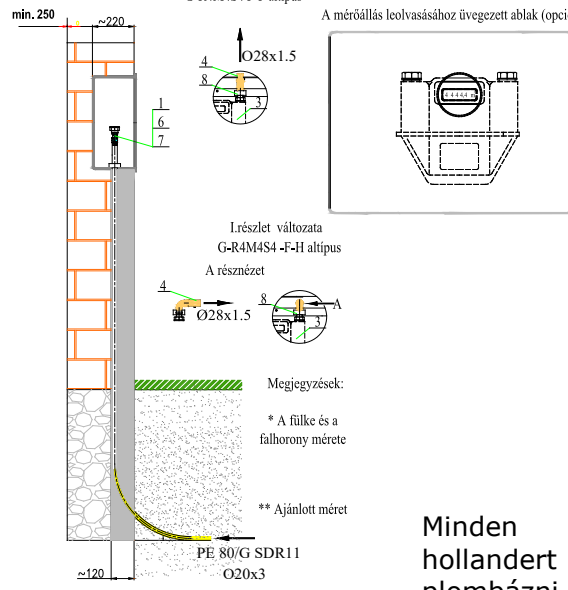 min. 250
~220
A mérőállás leolvasásához üvegezett ablak (opci
O28x1.5
4
8
3
1
6
7
I.részlet változata
G-R4M4S4 -F-H altípus
A résznézet
4
Ø28x1.5
8
A
3
Megjegyzések:
* A fülke és a
falhorony mérete
** Ajánlott méret
PE 80/G SDR11
O20x3
~120
Minden
hollandert